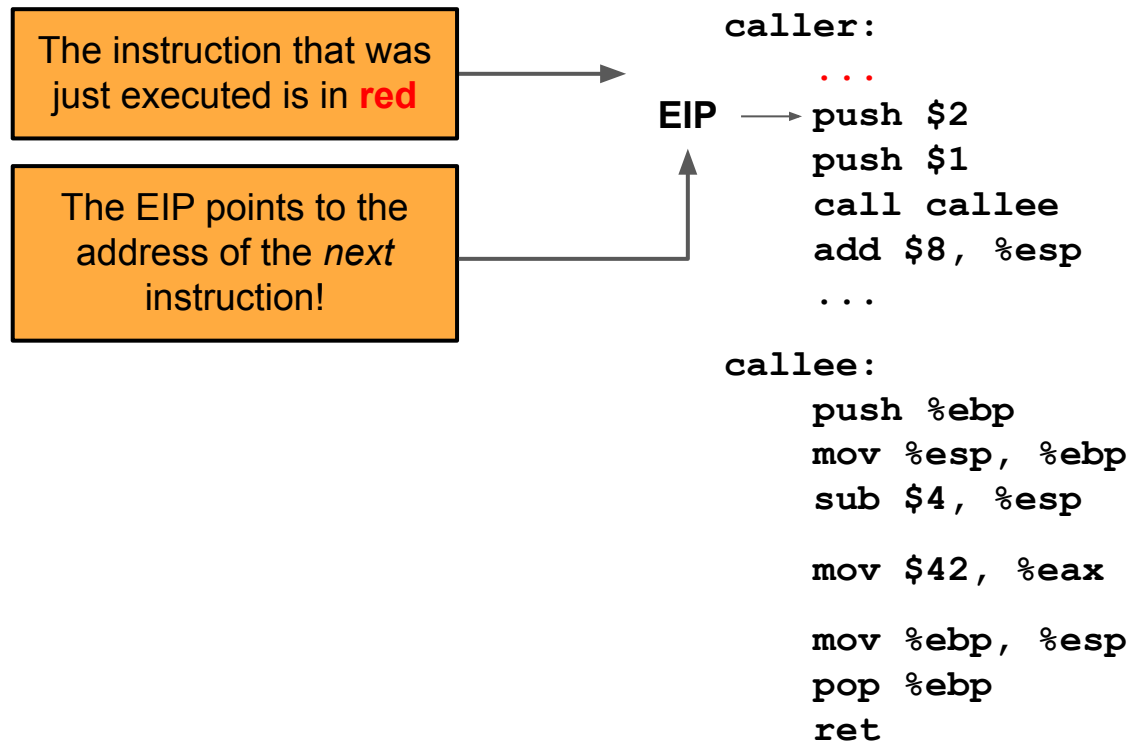 The instruction that was
just executed is in red
The EIP points to the
address of the next
instruction!
EIP
caller:
...
push $2
push $1
call callee
add $8, %esp
...
callee:
push %ebp
mov %esp, %ebp
sub $4, %esp
mov $42, %eax
mov %ebp, %esp
pop %ebp
ret